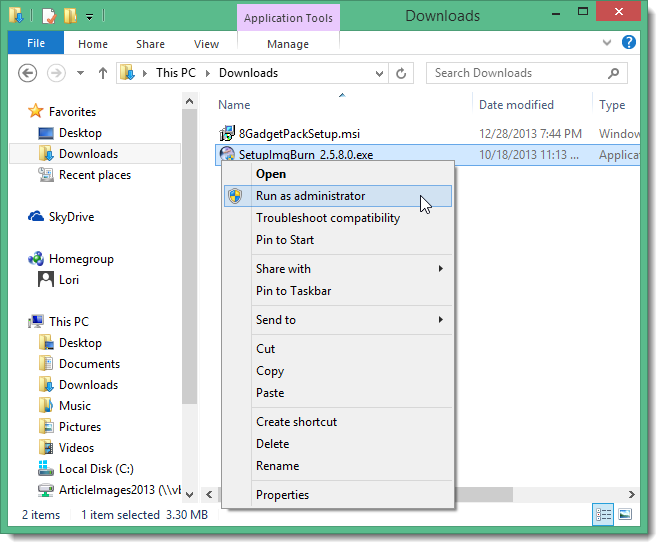 Application Tools
Downloads
File
Home
Share
View
Manage
This PC
Downloads
Search Downloads
Name
Date modified
Type
Favorites
Desktop
Downloads
Recent places
SkyDrive
Homegroup
Lori
This PC
Desktop
Documents
Downloads
Music
Pictures
Videos
Local Disk (C:)
ArticleImages2013 (\\vb
8GadgetPackSetup.msi
12/28/2013 7:44 PM
Window
SetupImgBurn_2.5.8.0.exe
10/18/2013 11:13 ...
Applica
Open
Run as administrator
Troubleshoot compatibility
Pin to Start
Share with
Pin to Taskbar
Send to
Cut
Copy
Paste
Create shortcut
Delete
Rename
Properties
2 items
1 item selected 3.30 MB